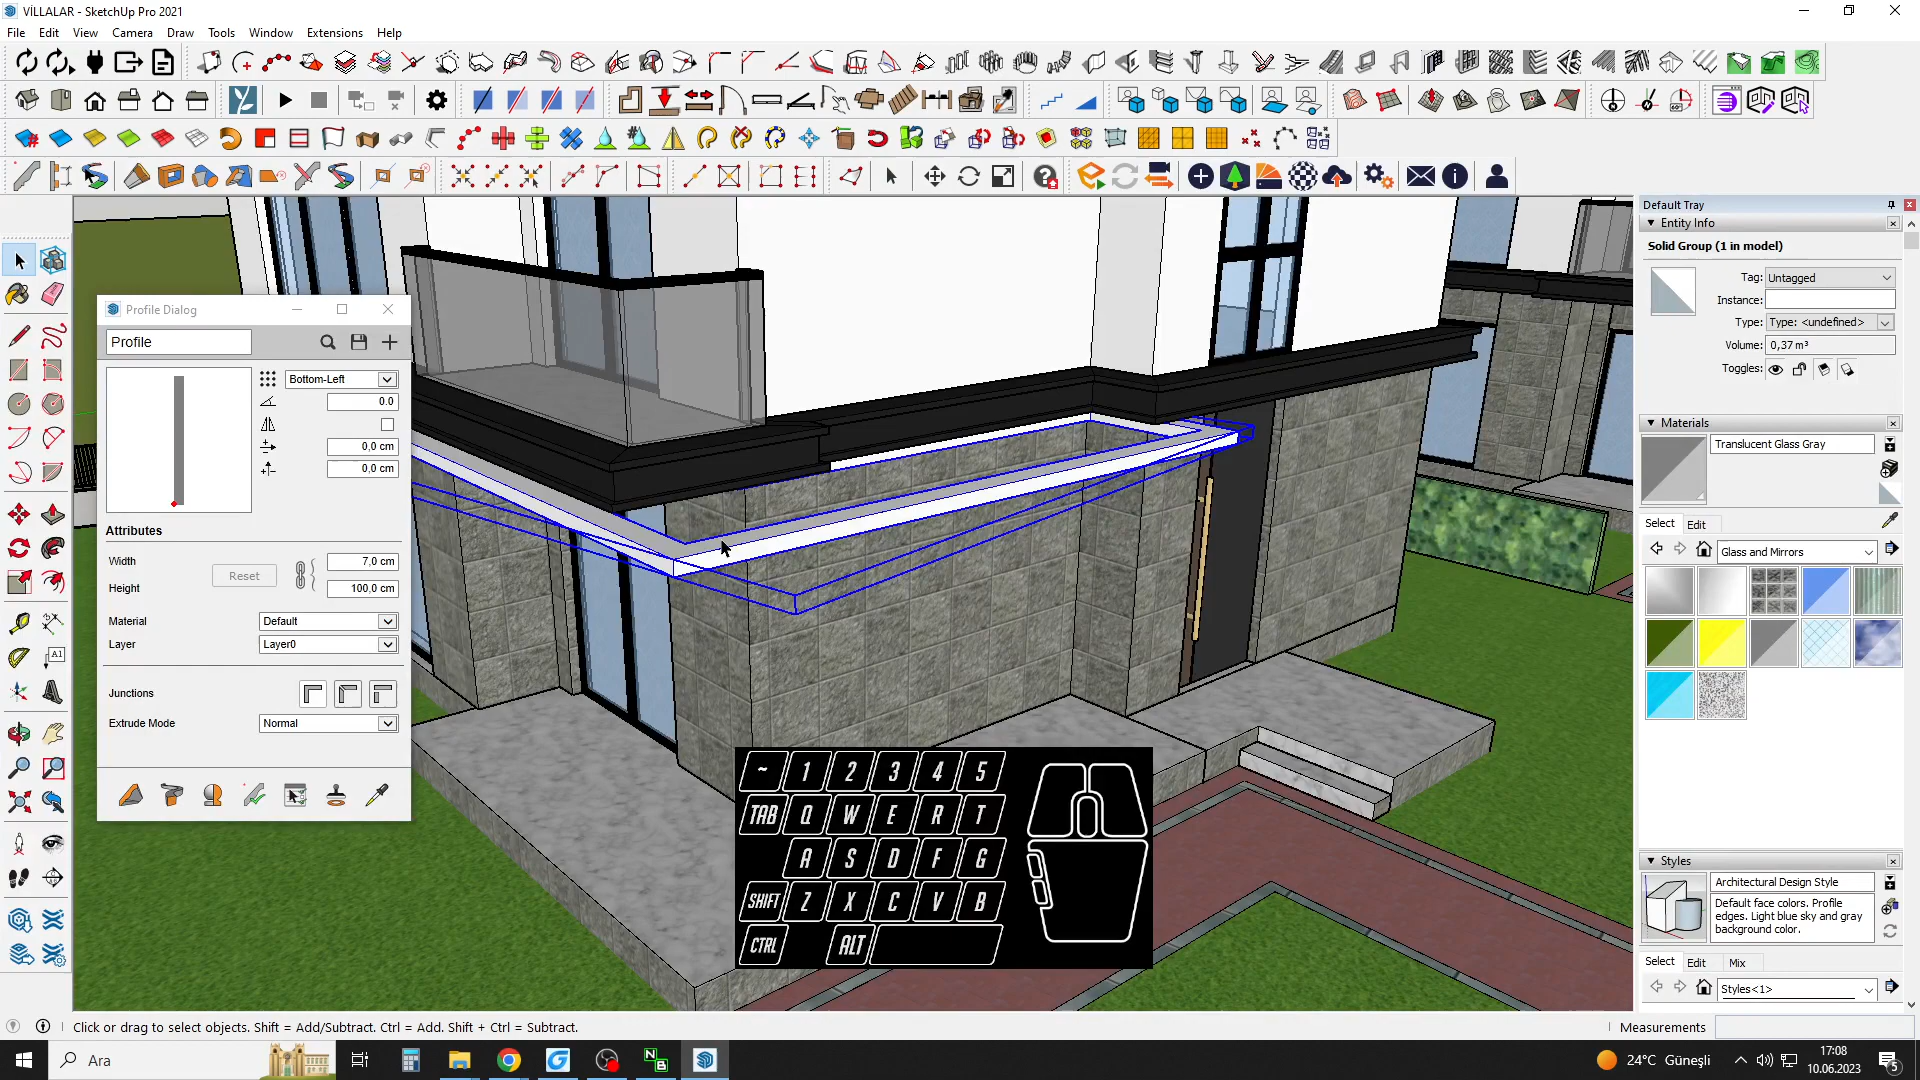 VİLLALAR - SketchUp Pro 2021
File Edit View Camera Draw Tools Window Extensions Help
Default Tray
Entity Info
Solid Group (1 in model)
Tag: Untagged
Instance:
Type: Type: <undefined>
Volume: 0,37 m³
Toggles:
Profile Dialog
Profile
Bottom-Left
0.0
0,0 cm
0,0 cm
Attributes
Width 7,0 cm
Reset
Height 100,0 cm
Material Default
Layer Layer0
Junctions
Extrude Mode Normal
Materials
Translucent Glass Gray
Select Edit
Glass and Mirrors
A1
~ 1 2 3 4 5
TAB Q W E R T
A S D F G
SHIFT Z X C V B
CTRL ALT
Styles
Architectural Design Style
Default face colors. Profile
edges. Light blue sky and gray
background color.
Select Edit Mix
Styles<1>
Click or drag to select objects. Shift = Add/Subtract. Ctrl = Add. Shift + Ctrl = Subtract.
Measurements
Ara
24°C Güneşli
17:08
10.06.2023
5